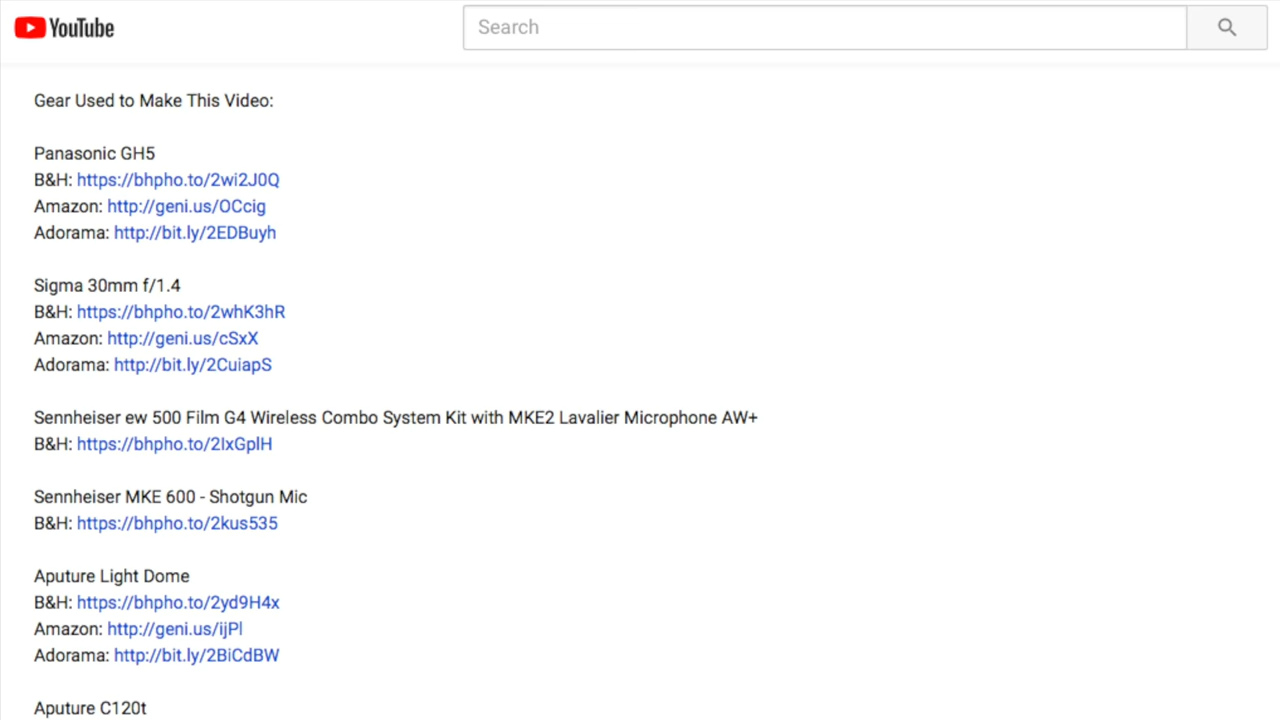 YouTube
Search
Gear Used to Make This Video:
Panasonic GH5
B&H: https://bhpho.to/2wi2J0Q
Amazon: http://geni.us/OCcig
Adorama: http://bit.ly/2EDBuyh
Sigma 30mm f/1.4
B&H: https://bhpho.to/2whK3hR
Amazon: http://geni.us/cSxX
Adorama: http://bit.ly/2CuiapS
Sennheiser ew 500 Film G4 Wireless Combo System Kit with MKE2 Lavalier Microphone AW+
B&H: https://bhpho.to/2IxGplH
Sennheiser MKE 600 - Shotgun Mic
B&H: https://bhpho.to/2kus535
Aputure Light Dome
B&H: https://bhpho.to/2yd9H4x
Amazon: http://geni.us/ijPl
Adorama: http://bit.ly/2BiCdBW
Aputure C120t